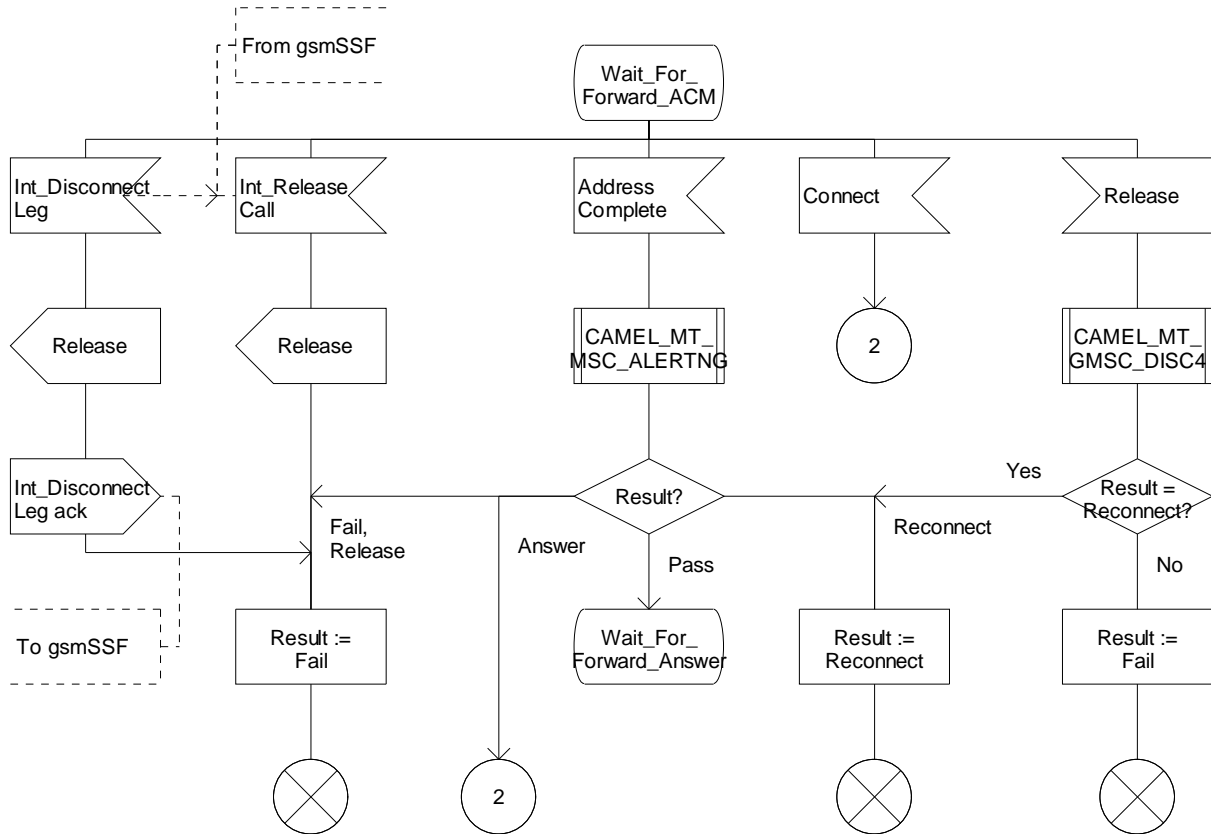 From gsmSSF
Wait_For_
Forward_ACM
Int_Disconnect
Leg
Int_Release
Call
Address
Complete
Connect
Release
Release
Release
CAMEL_MT_
MSC_ALERTNG
2
CAMEL_MT_
GMSC_DISC4
Int_Disconnect
Leg ack
Fail,
Release
Answer
Result?
Pass
Reconnect
Yes
Result =
Reconnect?
No
To gsmSSF
Result :=
Fail
Wait_For_
Forward_Answer
Result :=
Reconnect
Result :=
Fail
2